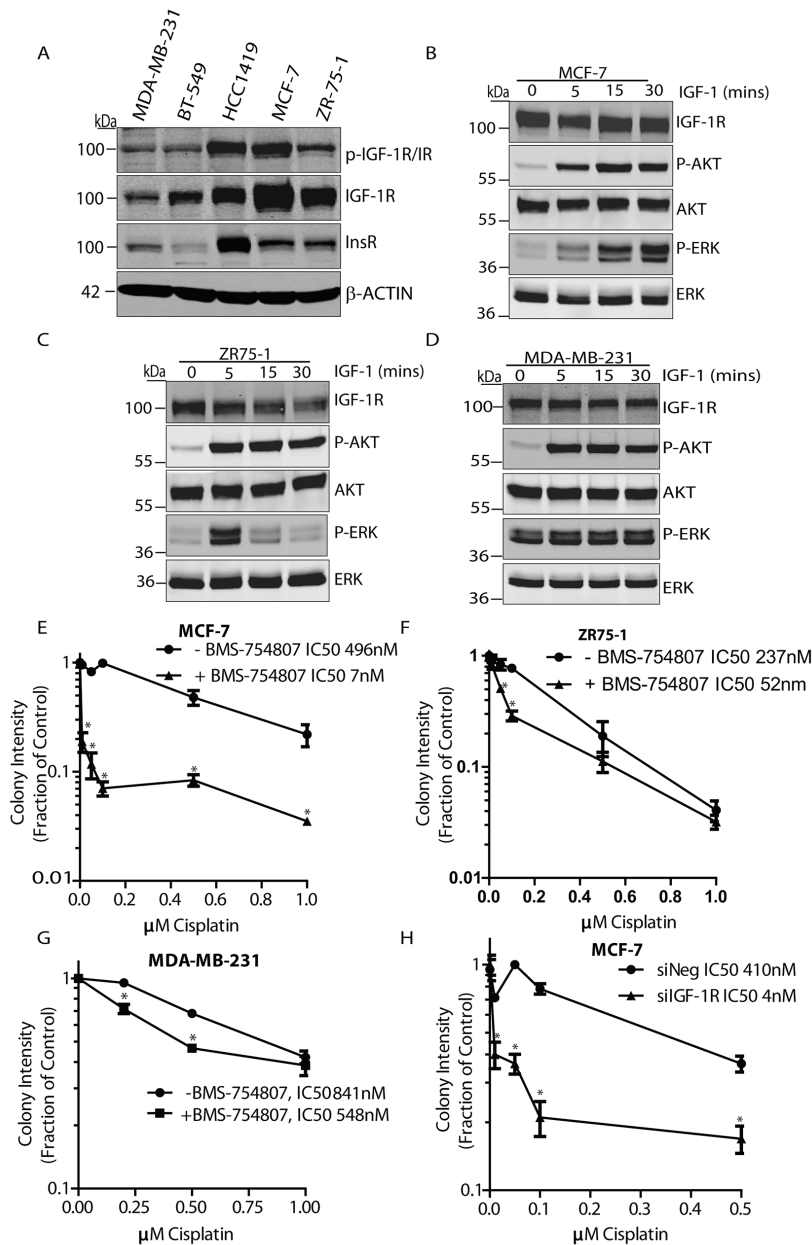 A
MDA-MB-231
BT-549
HCC1419
MCF-7
ZR-75-1
kDa
100
p-IGF-1R/IR
100
IGF-1R
100
InsR
42
β-ACTIN
B
MCF-7
kDa 0 5 15 30 IGF-1 (mins)
100
IGF-1R
P-AKT
55
AKT
55
P-ERK
36
ERK
36
C
ZR75-1
kDa 0 5 15 30 IGF-1 (mins)
IGF-1R
100
P-AKT
55
AKT
55
P-ERK
36
36
ERK
D
MDA-MB-231
kDa 0 5 15 30 IGF-1 (mins)
100
IGF-1R
P-AKT
55
AKT
55
P-ERK
36
ERK
36
E
MCF-7
- BMS-754807 IC50 496nM
+ BMS-754807 IC50 7nM
Colony Intensity
(Fraction of Control)
1
0.1
0.01
* * * * *
0.0 0.2 0.4 0.6 0.8 1.0
µM Cisplatin
F
ZR75-1
- BMS-754807 IC50 237nM
+ BMS-754807 IC50 52nm
Colony Intensity
(Fraction of Control)
1
0.1
0.01
* *
0.0 0.2 0.4 0.6 0.8 1.0
µM Cisplatin
G
MDA-MB-231
Colony Intensity
(Fraction of Control)
1
0.1
* *
-BMS-754807, IC50 841nM
+BMS-754807, IC50 548nM
0.00 0.25 0.50 0.75 1.00
µM Cisplatin
H
MCF-7
siNeg IC50 410nM
siIGF-1R IC50 4nM
Colony Intensity
(Fraction of Control)
1
0.1
* * * *
0.0 0.1 0.2 0.3 0.4 0.5
µM Cisplatin